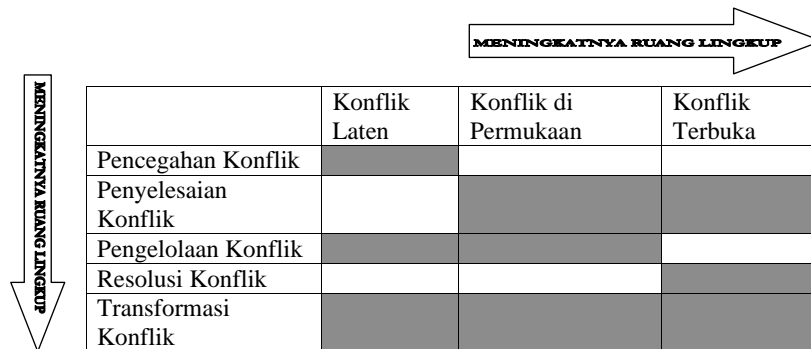 MENINGKATNYA RUANG LINGKUP
MENINGKATNYA RUANG LINGKUP
Konflik Laten
Konflik di Permukaan
Konflik Terbuka
Pencegahan Konflik
Penyelesaian
Konflik
Pengelolaan Konflik
Resolusi Konflik
Transformasi
Konflik